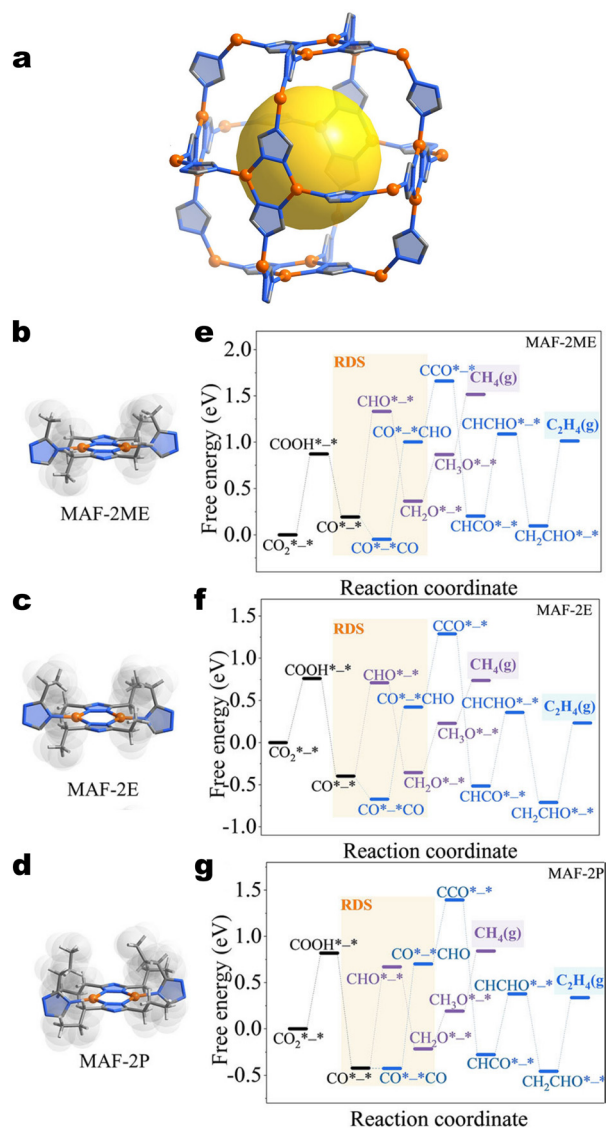 a
b
MAF-2ME
c
MAF-2E
d
MAF-2P
e
MAF-2ME
RDS
Free energy (eV)
2.0
1.5
1.0
0.5
0.0
CO₂*–*
COOH*–*
CO*–*
CO*–*CO
CHO*–*
CO*–*CHO
CH₂O*–*
CCO*–*
CH₃O*–*
CH₄(g)
CHCO*–*
CHCHO*–*
CH₂CHO*–*
C₂H₄(g)
Reaction coordinate
f
MAF-2E
RDS
Free energy (eV)
1.5
1.0
0.5
0.0
-0.5
-1.0
CO₂*–*
COOH*–*
CO*–*
CO*–*CO
CHO*–*
CO*–*CHO
CH₂O*–*
CCO*–*
CH₃O*–*
CH₄(g)
CHCO*–*
CHCHO*–*
CH₂CHO*–*
C₂H₄(g)
Reaction coordinate
g
MAF-2P
RDS
Free energy (eV)
1.5
1.0
0.5
0.0
-0.5
CO₂*–*
COOH*–*
CO*–*
CO*–*CO
CHO*–*
CO*–*CHO
CH₂O*–*
CCO*–*
CH₃O*–*
CH₄(g)
CHCO*–*
CHCHO*–*
CH₂CHO*–*
C₂H₄(g)
Reaction coordinate